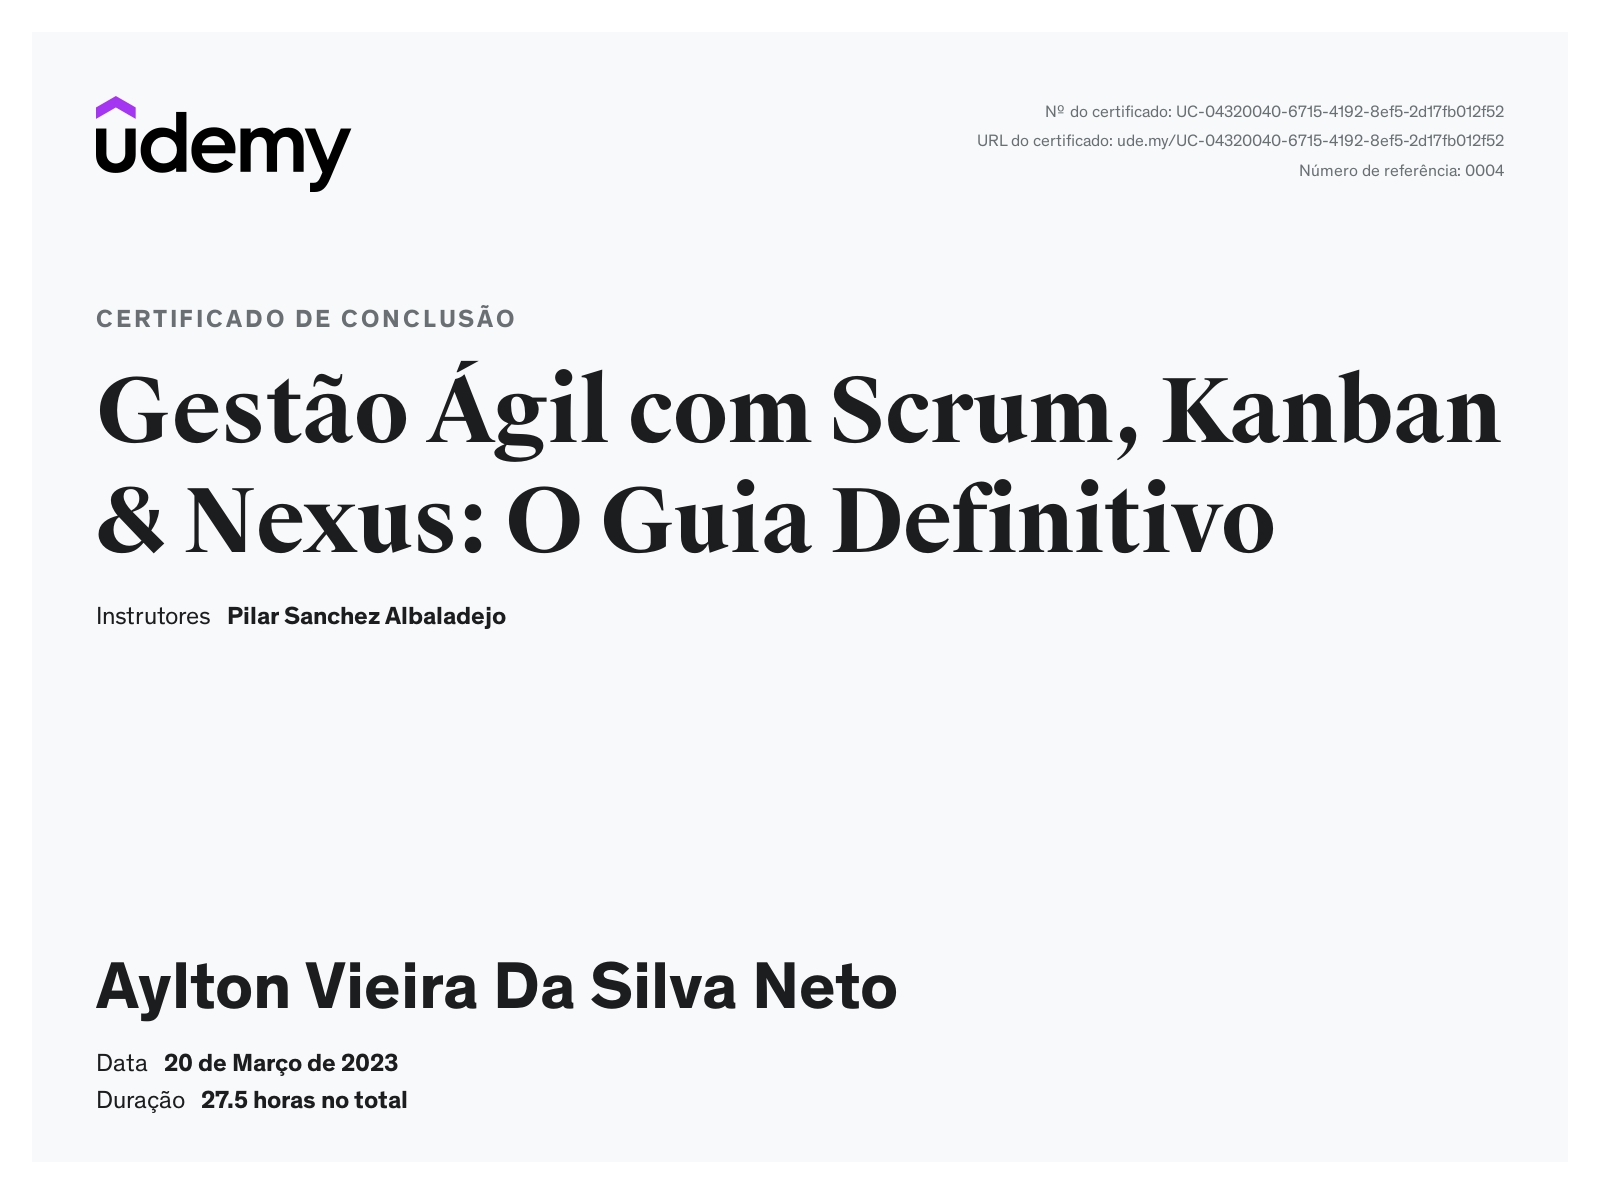 udemy
Nº do certificado: UC-04320040-6715-4192-8ef5-2d17fb012f52
URL do certificado: ude.my/UC-04320040-6715-4192-8ef5-2d17fb012f52
Número de referência: 0004
CERTIFICADO DE CONCLUSÃO
Gestão Ágil com Scrum, Kanban
& Nexus: O Guia Definitivo
Instrutores Pilar Sanchez Albaladejo
Aylton Vieira Da Silva Neto
Data 20 de Março de 2023
Duração 27.5 horas no total